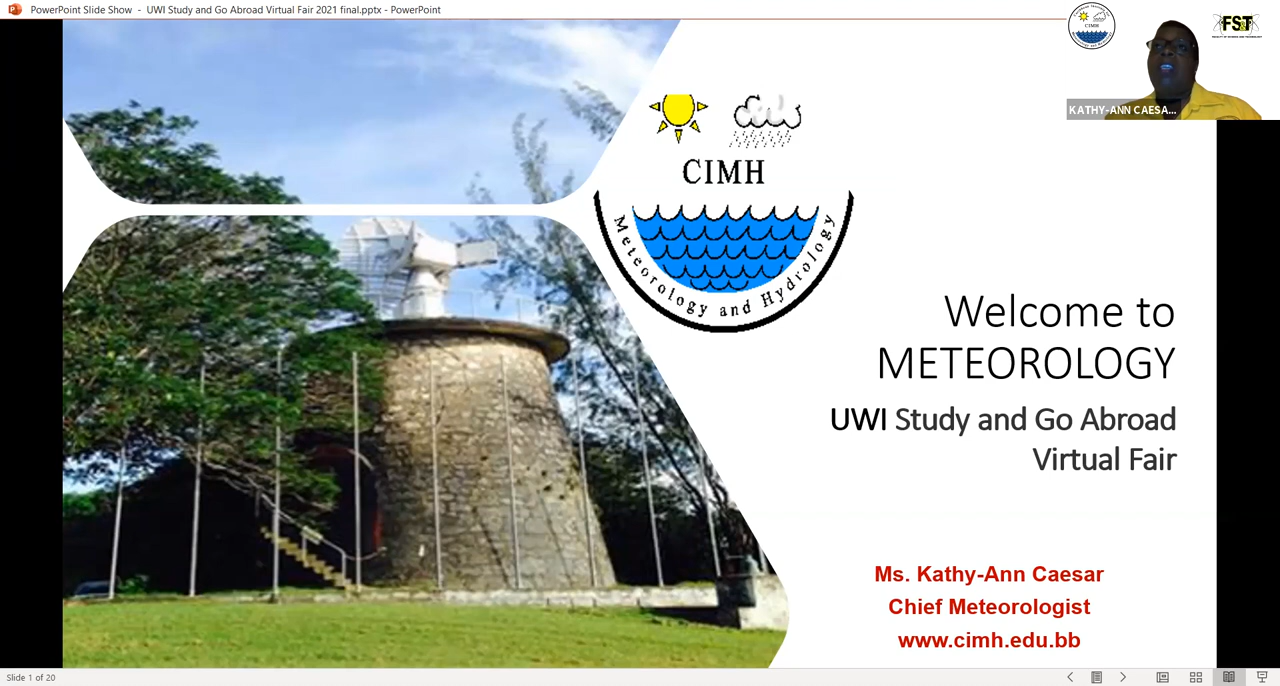 PowerPoint Slide Show - UWI Study and Go Abroad Virtual Fair 2021 final.pptx - PowerPoint
CIMH
FST
KATHY-ANN CAESA...
CIMH
Meteorology and Hydrology
Welcome to
METEOROLOGY
UWI Study and Go Abroad
Virtual Fair
Ms. Kathy-Ann Caesar
Chief Meteorologist
www.cimh.edu.bb
Slide 1 of 20